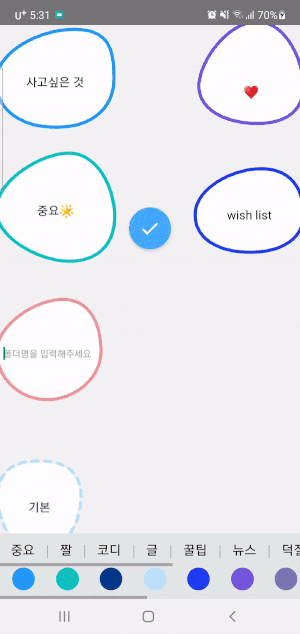 U+ 5:31 70%
사고싶은 것
❤️
중요🌟
wish list
폴더명을 입력해주세요
기본
중요 | 짤 | 코디 | 글 | 꿀팁 | 뉴스 | 덕질